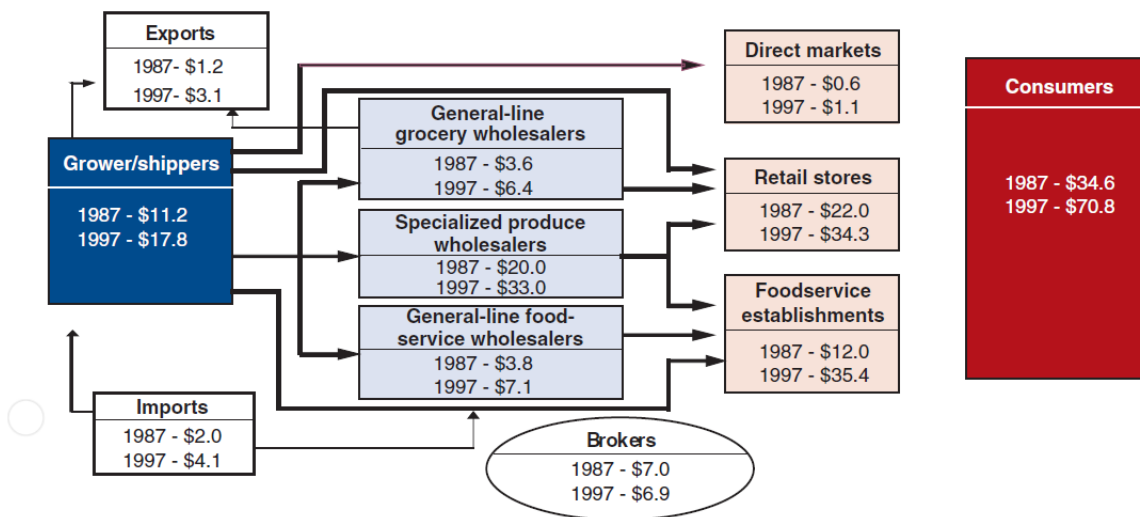 Exports
1987- $1.2
1997- $3.1
Grower/shippers
1987 - $11.2
1997 - $17.8
Imports
1987 - $2.0
1997 - $4.1
General-line
grocery wholesalers
1987 - $3.6
1997 - $6.4
Specialized produce
wholesalers
1987 - $20.0
1997 - $33.0
General-line food-
service wholesalers
1987 - $3.8
1997 - $7.1
Brokers
1987 - $7.0
1997 - $6.9
Direct markets
1987 - $0.6
1997 - $1.1
Retail stores
1987 - $22.0
1997 - $34.3
Foodservice
establishments
1987 - $12.0
1997 - $35.4
Consumers
1987 - $34.6
1997 - $70.8